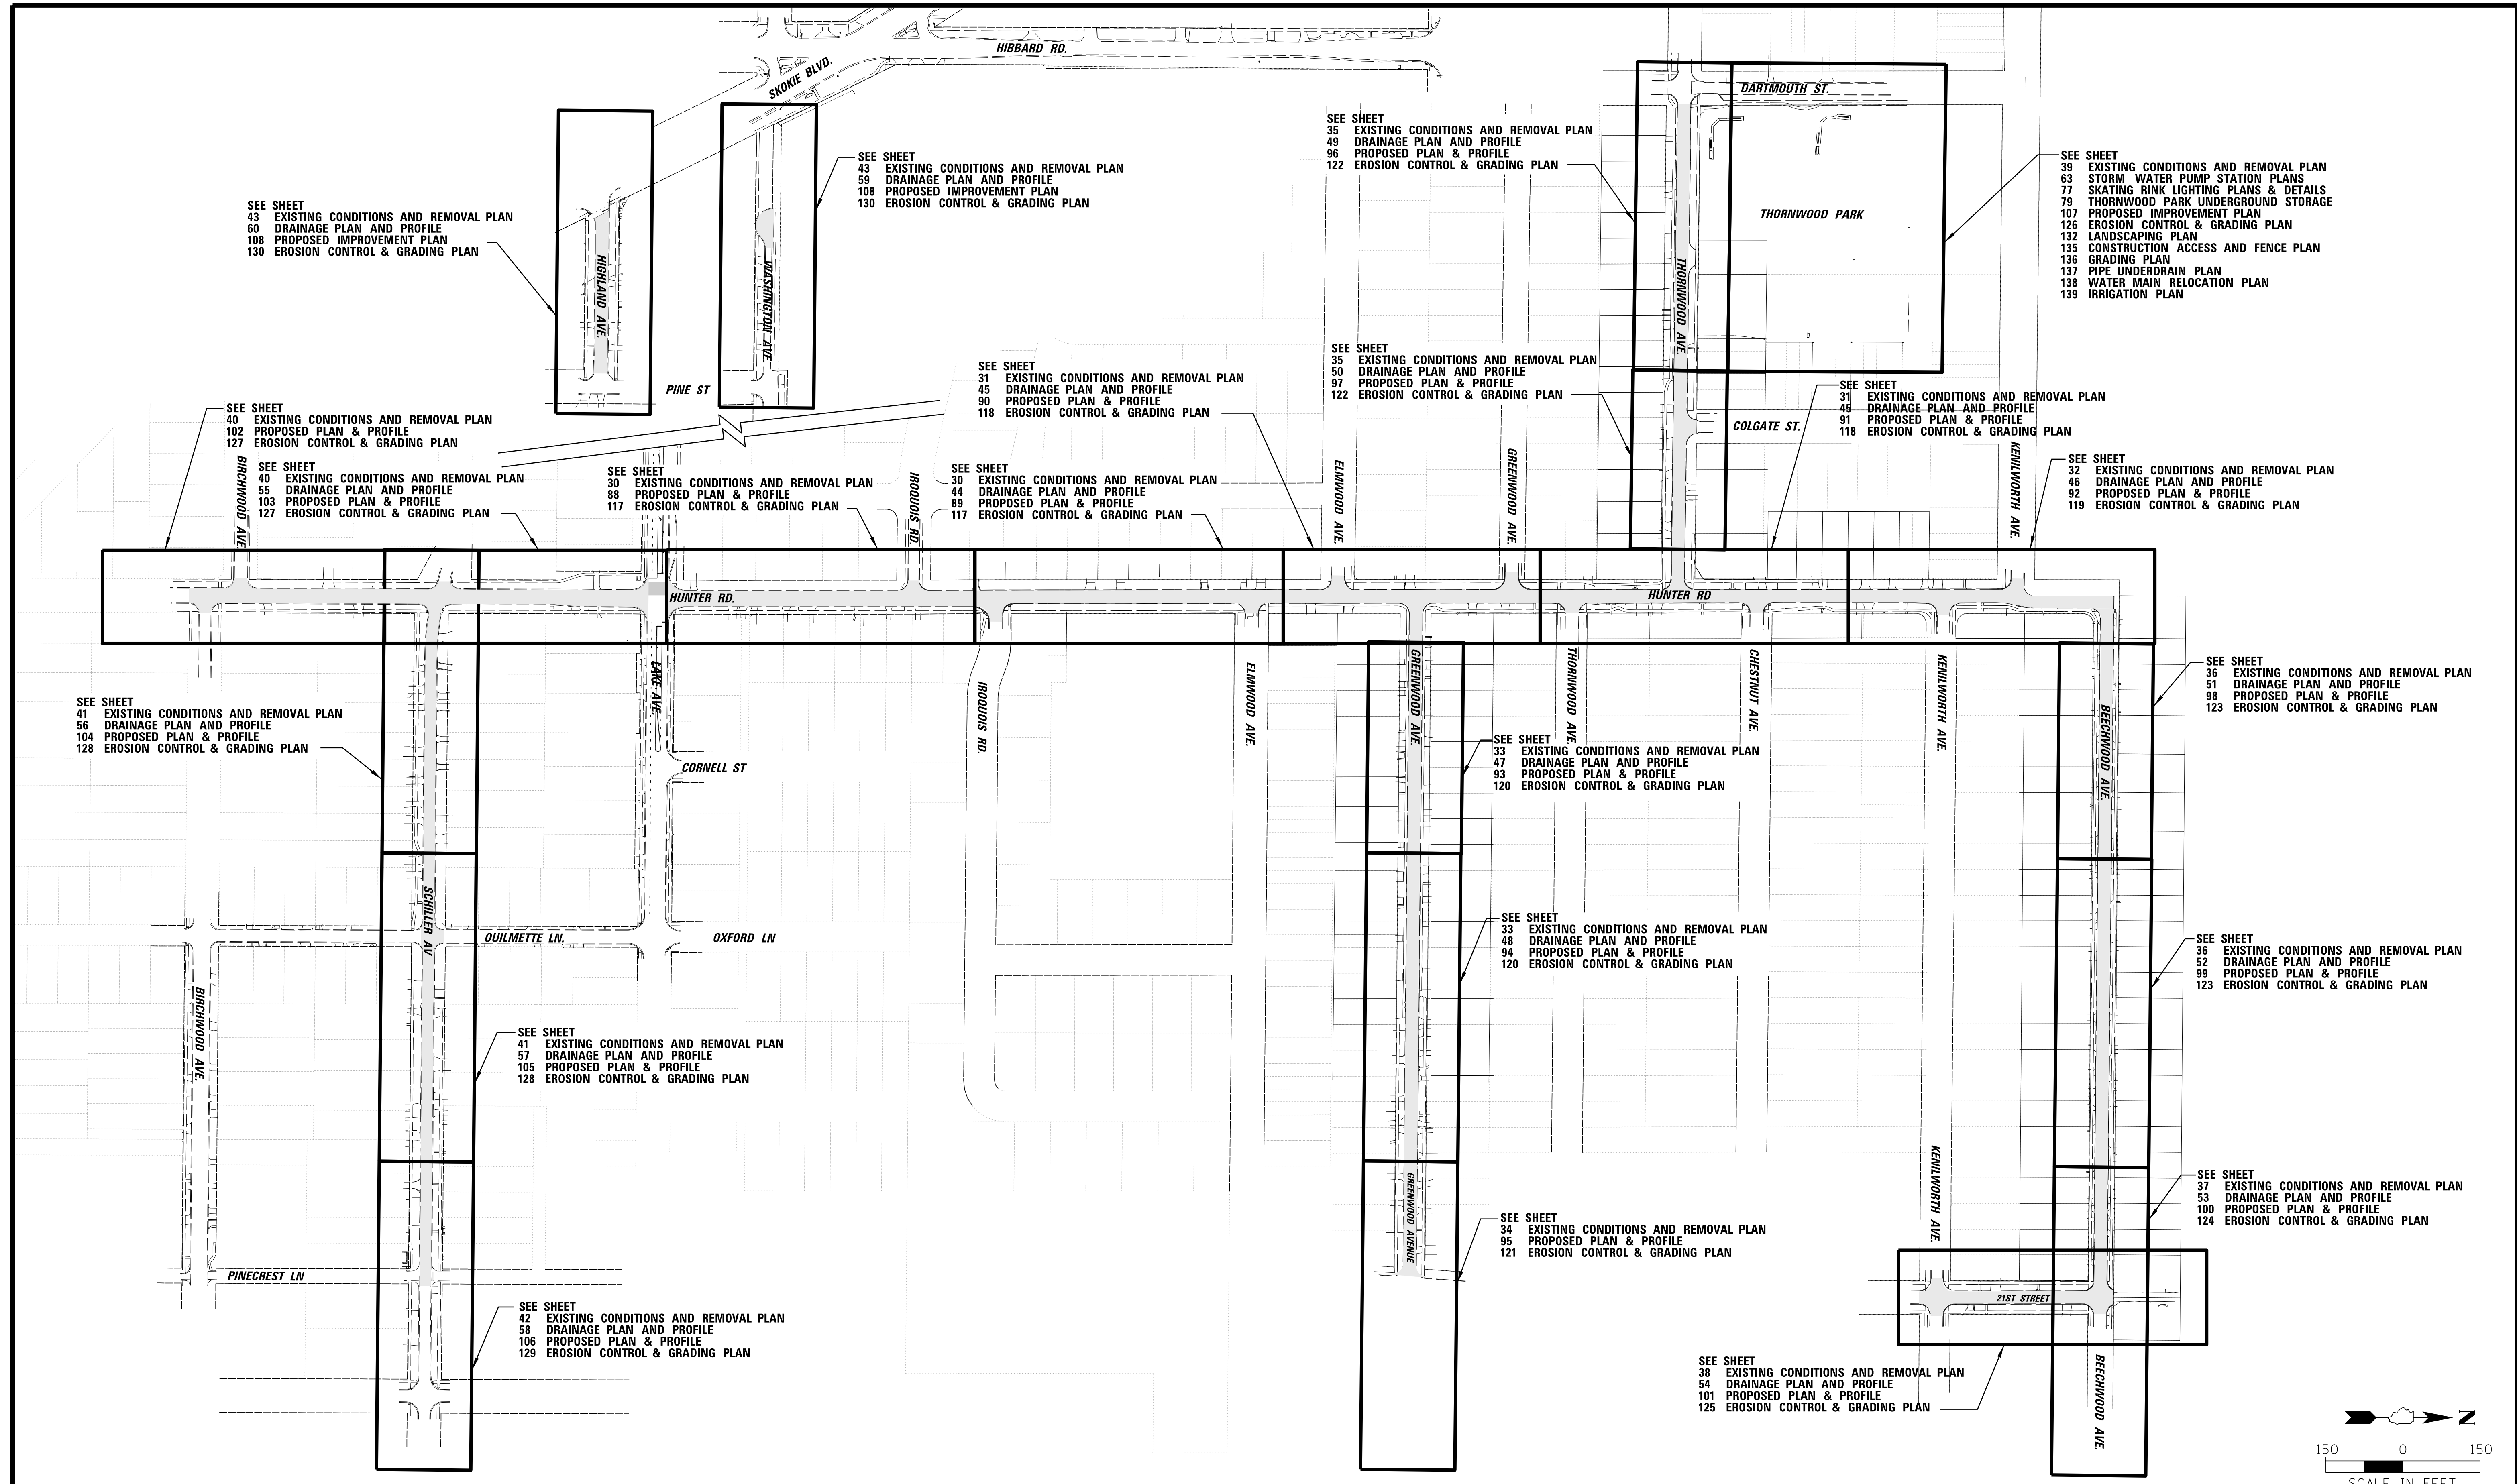 HIBBARD RD.
SKOKIE BLVD.
DARTMOUTH ST.
SEE SHEET
35 EXISTING CONDITIONS AND REMOVAL PLAN
49 DRAINAGE PLAN AND PROFILE
96 PROPOSED PLAN & PROFILE
122 EROSION CONTROL & GRADING PLAN
SEE SHEET
43 EXISTING CONDITIONS AND REMOVAL PLAN
59 DRAINAGE PLAN AND PROFILE
108 PROPOSED IMPROVEMENT PLAN
130 EROSION CONTROL & GRADING PLAN
SEE SHEET
39 EXISTING CONDITIONS AND REMOVAL PLAN
63 STORM WATER PUMP STATION PLANS
77 SKATING RINK LIGHTING PLANS & DETAILS
79 THORNWOOD PARK UNDERGROUND STORAGE
107 PROPOSED IMPROVEMENT PLAN
126 EROSION CONTROL & GRADING PLAN
132 LANDSCAPING PLAN
135 CONSTRUCTION ACCESS AND FENCE PLAN
136 GRADING PLAN
137 PIPE UNDERDRAIN PLAN
138 WATER MAIN RELOCATION PLAN
139 IRRIGATION PLAN
SEE SHEET
43 EXISTING CONDITIONS AND REMOVAL PLAN
60 DRAINAGE PLAN AND PROFILE
108 PROPOSED IMPROVEMENT PLAN
130 EROSION CONTROL & GRADING PLAN
THORNWOOD PARK
HIGHLAND AVE.
WASHINGTON AVE.
THORNWOOD AVE.
PINE ST
SEE SHEET
35 EXISTING CONDITIONS AND REMOVAL PLAN
50 DRAINAGE PLAN AND PROFILE
97 PROPOSED PLAN & PROFILE
122 EROSION CONTROL & GRADING PLAN
SEE SHEET
31 EXISTING CONDITIONS AND REMOVAL PLAN
45 DRAINAGE PLAN AND PROFILE
90 PROPOSED PLAN & PROFILE
118 EROSION CONTROL & GRADING PLAN
SEE SHEET
31 EXISTING CONDITIONS AND REMOVAL PLAN
45 DRAINAGE PLAN AND PROFILE
91 PROPOSED PLAN & PROFILE
118 EROSION CONTROL & GRADING PLAN
COLGATE ST.
SEE SHEET
40 EXISTING CONDITIONS AND REMOVAL PLAN
102 PROPOSED PLAN & PROFILE
127 EROSION CONTROL & GRADING PLAN
SEE SHEET
40 EXISTING CONDITIONS AND REMOVAL PLAN
55 DRAINAGE PLAN AND PROFILE
103 PROPOSED PLAN & PROFILE
127 EROSION CONTROL & GRADING PLAN
SEE SHEET
30 EXISTING CONDITIONS AND REMOVAL PLAN
88 PROPOSED PLAN & PROFILE
117 EROSION CONTROL & GRADING PLAN
SEE SHEET
30 EXISTING CONDITIONS AND REMOVAL PLAN
44 DRAINAGE PLAN AND PROFILE
89 PROPOSED PLAN & PROFILE
117 EROSION CONTROL & GRADING PLAN
SEE SHEET
32 EXISTING CONDITIONS AND REMOVAL PLAN
46 DRAINAGE PLAN AND PROFILE
92 PROPOSED PLAN & PROFILE
119 EROSION CONTROL & GRADING PLAN
BIRCHWOOD AVE.
IROQUOIS RD.
ELMWOOD AVE.
GREENWOOD AVE.
KENILWORTH AVE.
HUNTER RD.
HUNTER RD
LAKE AVE.
IROQUOIS RD.
ELMWOOD AVE.
GREENWOOD AVE.
THORNWOOD AVE.
CHESTNUT AVE.
KENILWORTH AVE.
BEECHWOOD AVE.
SEE SHEET
36 EXISTING CONDITIONS AND REMOVAL PLAN
51 DRAINAGE PLAN AND PROFILE
98 PROPOSED PLAN & PROFILE
123 EROSION CONTROL & GRADING PLAN
SEE SHEET
41 EXISTING CONDITIONS AND REMOVAL PLAN
56 DRAINAGE PLAN AND PROFILE
104 PROPOSED PLAN & PROFILE
128 EROSION CONTROL & GRADING PLAN
CORNELL ST
SEE SHEET
33 EXISTING CONDITIONS AND REMOVAL PLAN
47 DRAINAGE PLAN AND PROFILE
93 PROPOSED PLAN & PROFILE
120 EROSION CONTROL & GRADING PLAN
SCHILLER AV
OUILMETTE LN.
OXFORD LN
SEE SHEET
33 EXISTING CONDITIONS AND REMOVAL PLAN
48 DRAINAGE PLAN AND PROFILE
94 PROPOSED PLAN & PROFILE
120 EROSION CONTROL & GRADING PLAN
SEE SHEET
36 EXISTING CONDITIONS AND REMOVAL PLAN
52 DRAINAGE PLAN AND PROFILE
99 PROPOSED PLAN & PROFILE
123 EROSION CONTROL & GRADING PLAN
BIRCHWOOD AVE.
SEE SHEET
41 EXISTING CONDITIONS AND REMOVAL PLAN
57 DRAINAGE PLAN AND PROFILE
105 PROPOSED PLAN & PROFILE
128 EROSION CONTROL & GRADING PLAN
KENILWORTH AVE.
GREENWOOD AVENUE
SEE SHEET
37 EXISTING CONDITIONS AND REMOVAL PLAN
53 DRAINAGE PLAN AND PROFILE
100 PROPOSED PLAN & PROFILE
124 EROSION CONTROL & GRADING PLAN
SEE SHEET
34 EXISTING CONDITIONS AND REMOVAL PLAN
95 PROPOSED PLAN & PROFILE
121 EROSION CONTROL & GRADING PLAN
PINECREST LN
21ST STREET
SEE SHEET
42 EXISTING CONDITIONS AND REMOVAL PLAN
58 DRAINAGE PLAN AND PROFILE
106 PROPOSED PLAN & PROFILE
129 EROSION CONTROL & GRADING PLAN
SEE SHEET
38 EXISTING CONDITIONS AND REMOVAL PLAN
54 DRAINAGE PLAN AND PROFILE
101 PROPOSED PLAN & PROFILE
125 EROSION CONTROL & GRADING PLAN
BEECHWOOD AVE.
N
150 0 150
SCALE IN FEET